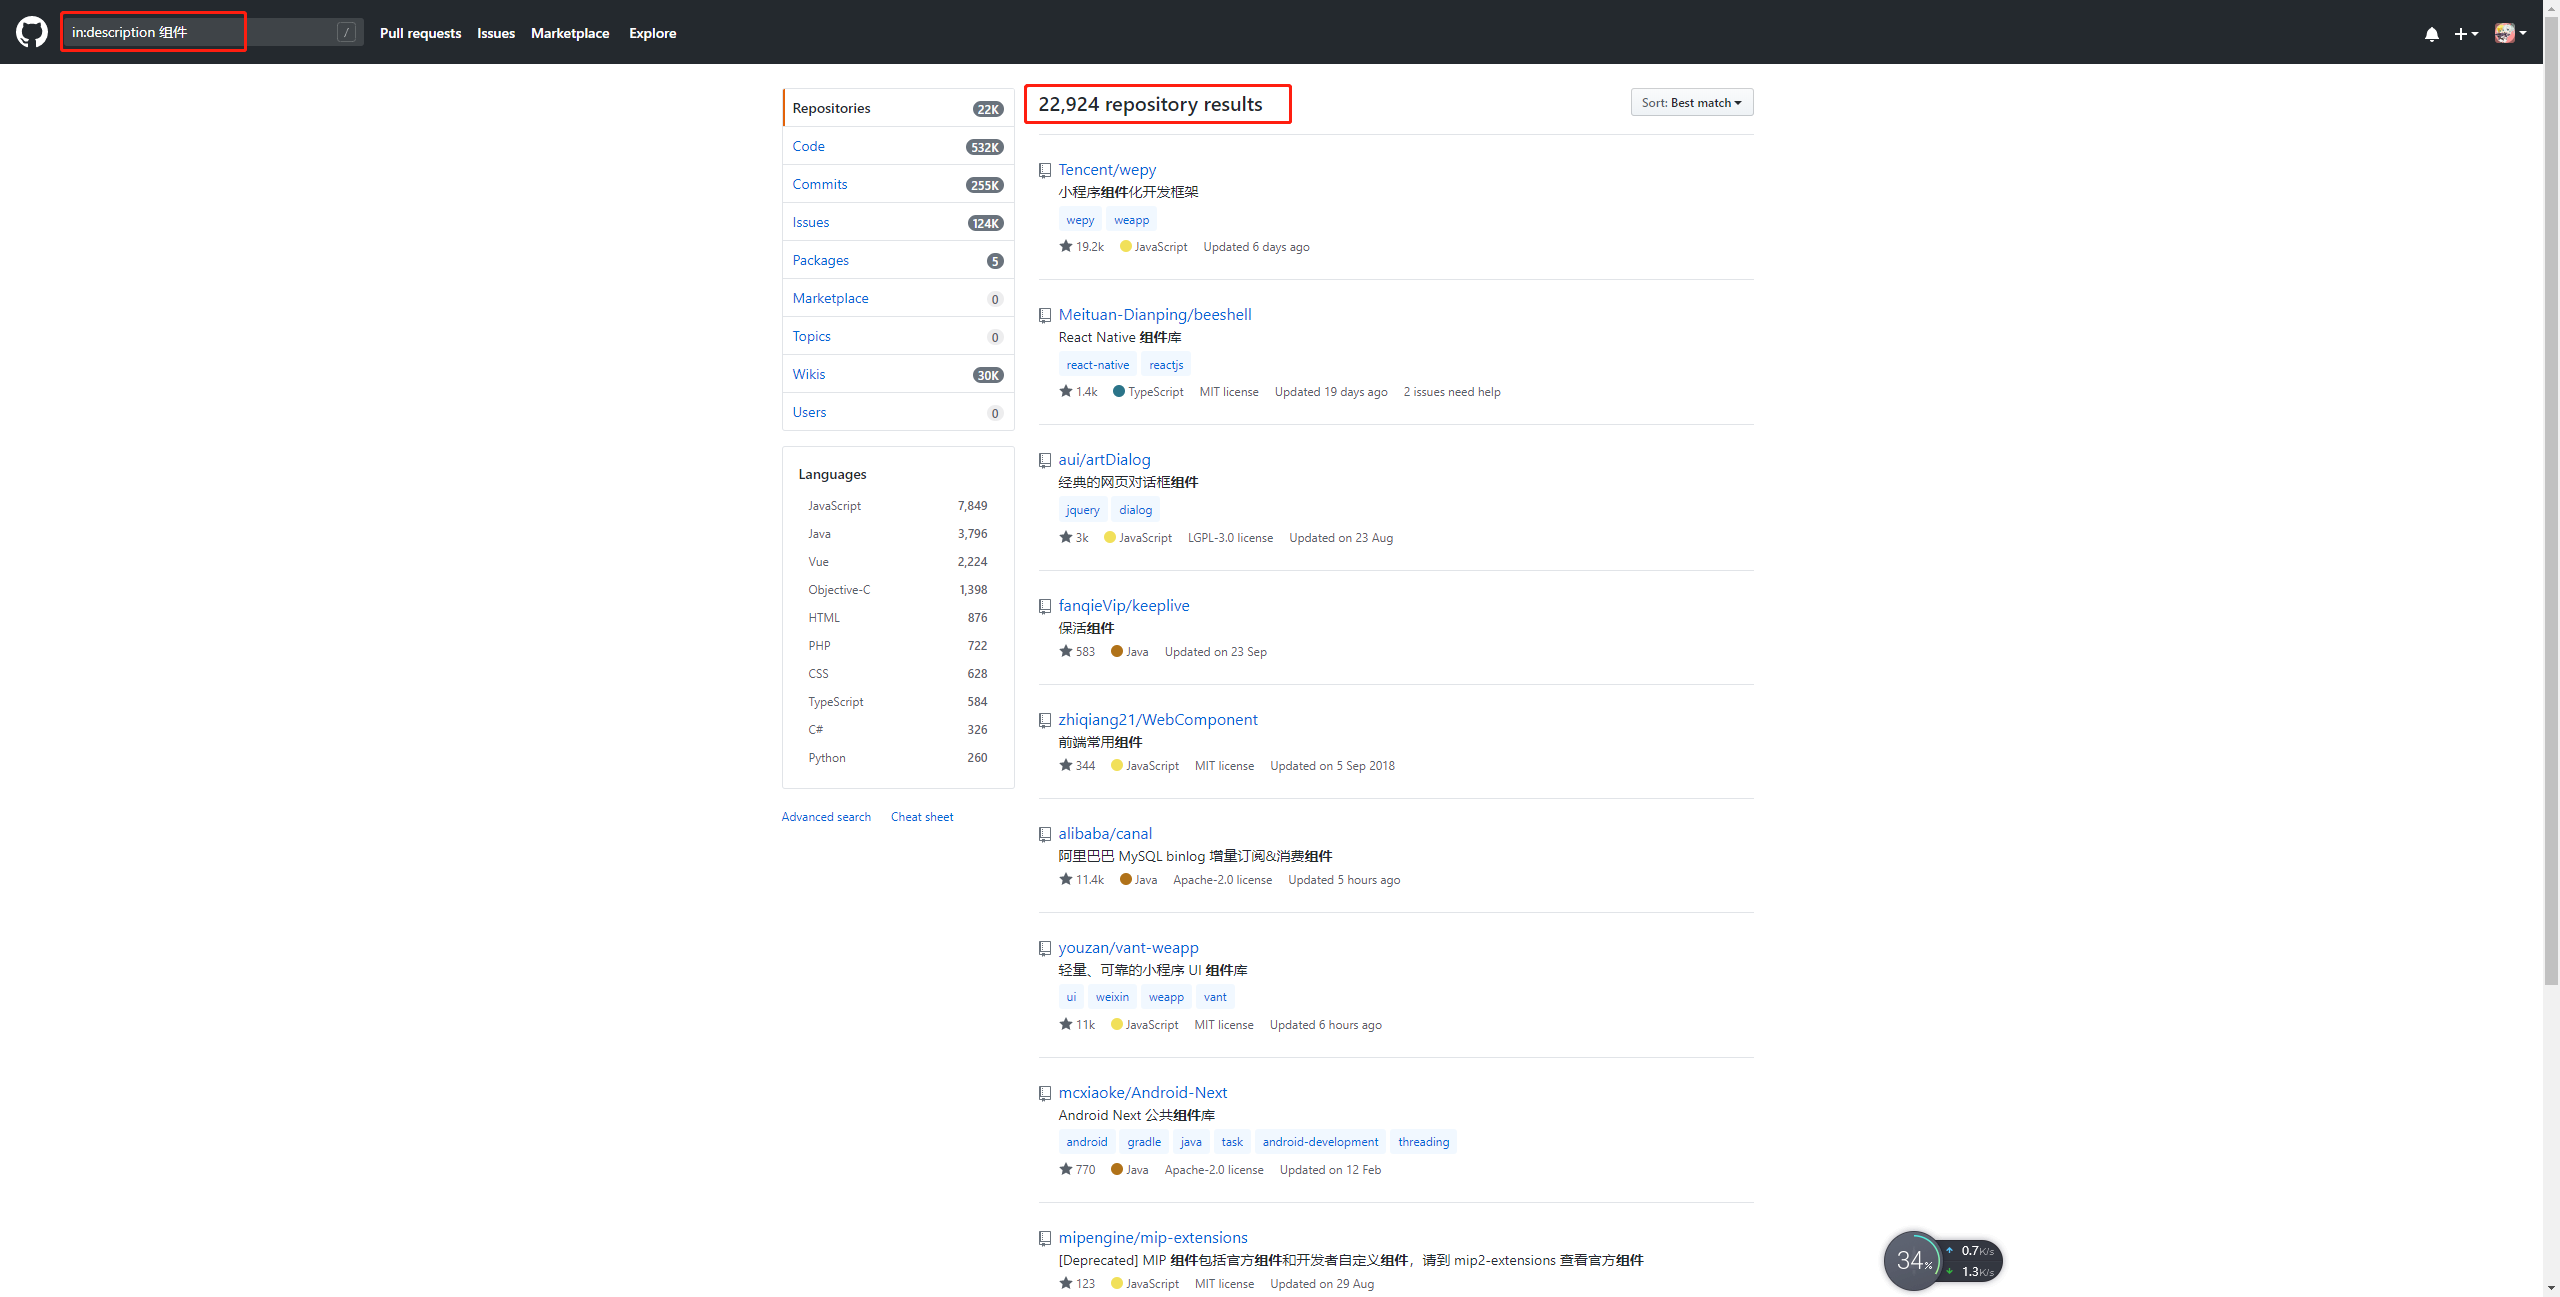 in:description 组件
/
Pull requests Issues Marketplace Explore
Repositories 22K
Code 532K
Commits 255K
Issues 124K
Packages 5
Marketplace 0
Topics 0
Wikis 30K
Users 0
Languages
JavaScript 7,849
Java 3,796
Vue 2,224
Objective-C 1,398
HTML 876
PHP 722
CSS 628
TypeScript 584
C# 326
Python 260
Advanced search Cheat sheet
22,924 repository results
Sort: Best match
Tencent/wepy
小程序组件化开发框架
wepy weapp
19.2k JavaScript Updated 6 days ago
Meituan-Dianping/beeshell
React Native 组件库
react-native reactjs
1.4k TypeScript MIT license Updated 19 days ago 2 issues need help
aui/artDialog
经典的网页对话框组件
jquery dialog
3k JavaScript LGPL-3.0 license Updated on 23 Aug
fanqieVip/keeplive
保活组件
583 Java Updated on 23 Sep
zhiqiang21/WebComponent
前端常用组件
344 JavaScript MIT license Updated on 5 Sep 2018
alibaba/canal
阿里巴巴 MySQL binlog 增量订阅&消费组件
11.4k Java Apache-2.0 license Updated 5 hours ago
youzan/vant-weapp
轻量、可靠的小程序 UI 组件库
ui weixin weapp vant
11k JavaScript MIT license Updated 6 hours ago
mcxiaoke/Android-Next
Android Next 公共组件库
android gradle java task android-development threading
770 Java Apache-2.0 license Updated on 12 Feb
mipengine/mip-extensions
[Deprecated] MIP 组件包括官方组件和开发者自定义组件，请到 mip2-extensions 查看官方组件
123 JavaScript MIT license Updated on 29 Aug
34%
0.7K/s
1.3K/s